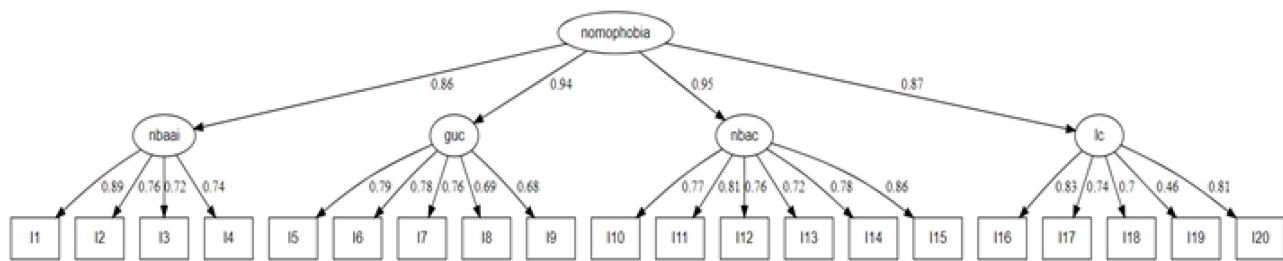 nomophobia
0.86 0.94 0.95 0.87
nbaai guc nbac lc
0.89 0.76 0.72 0.74 0.79 0.78 0.76 0.69 0.68 0.77 0.81 0.76 0.72 0.78 0.86 0.83 0.74 0.7 0.46 0.81
I1 I2 I3 I4 I5 I6 I7 I8 I9 I10 I11 I12 I13 I14 I15 I16 I17 I18 I19 I20